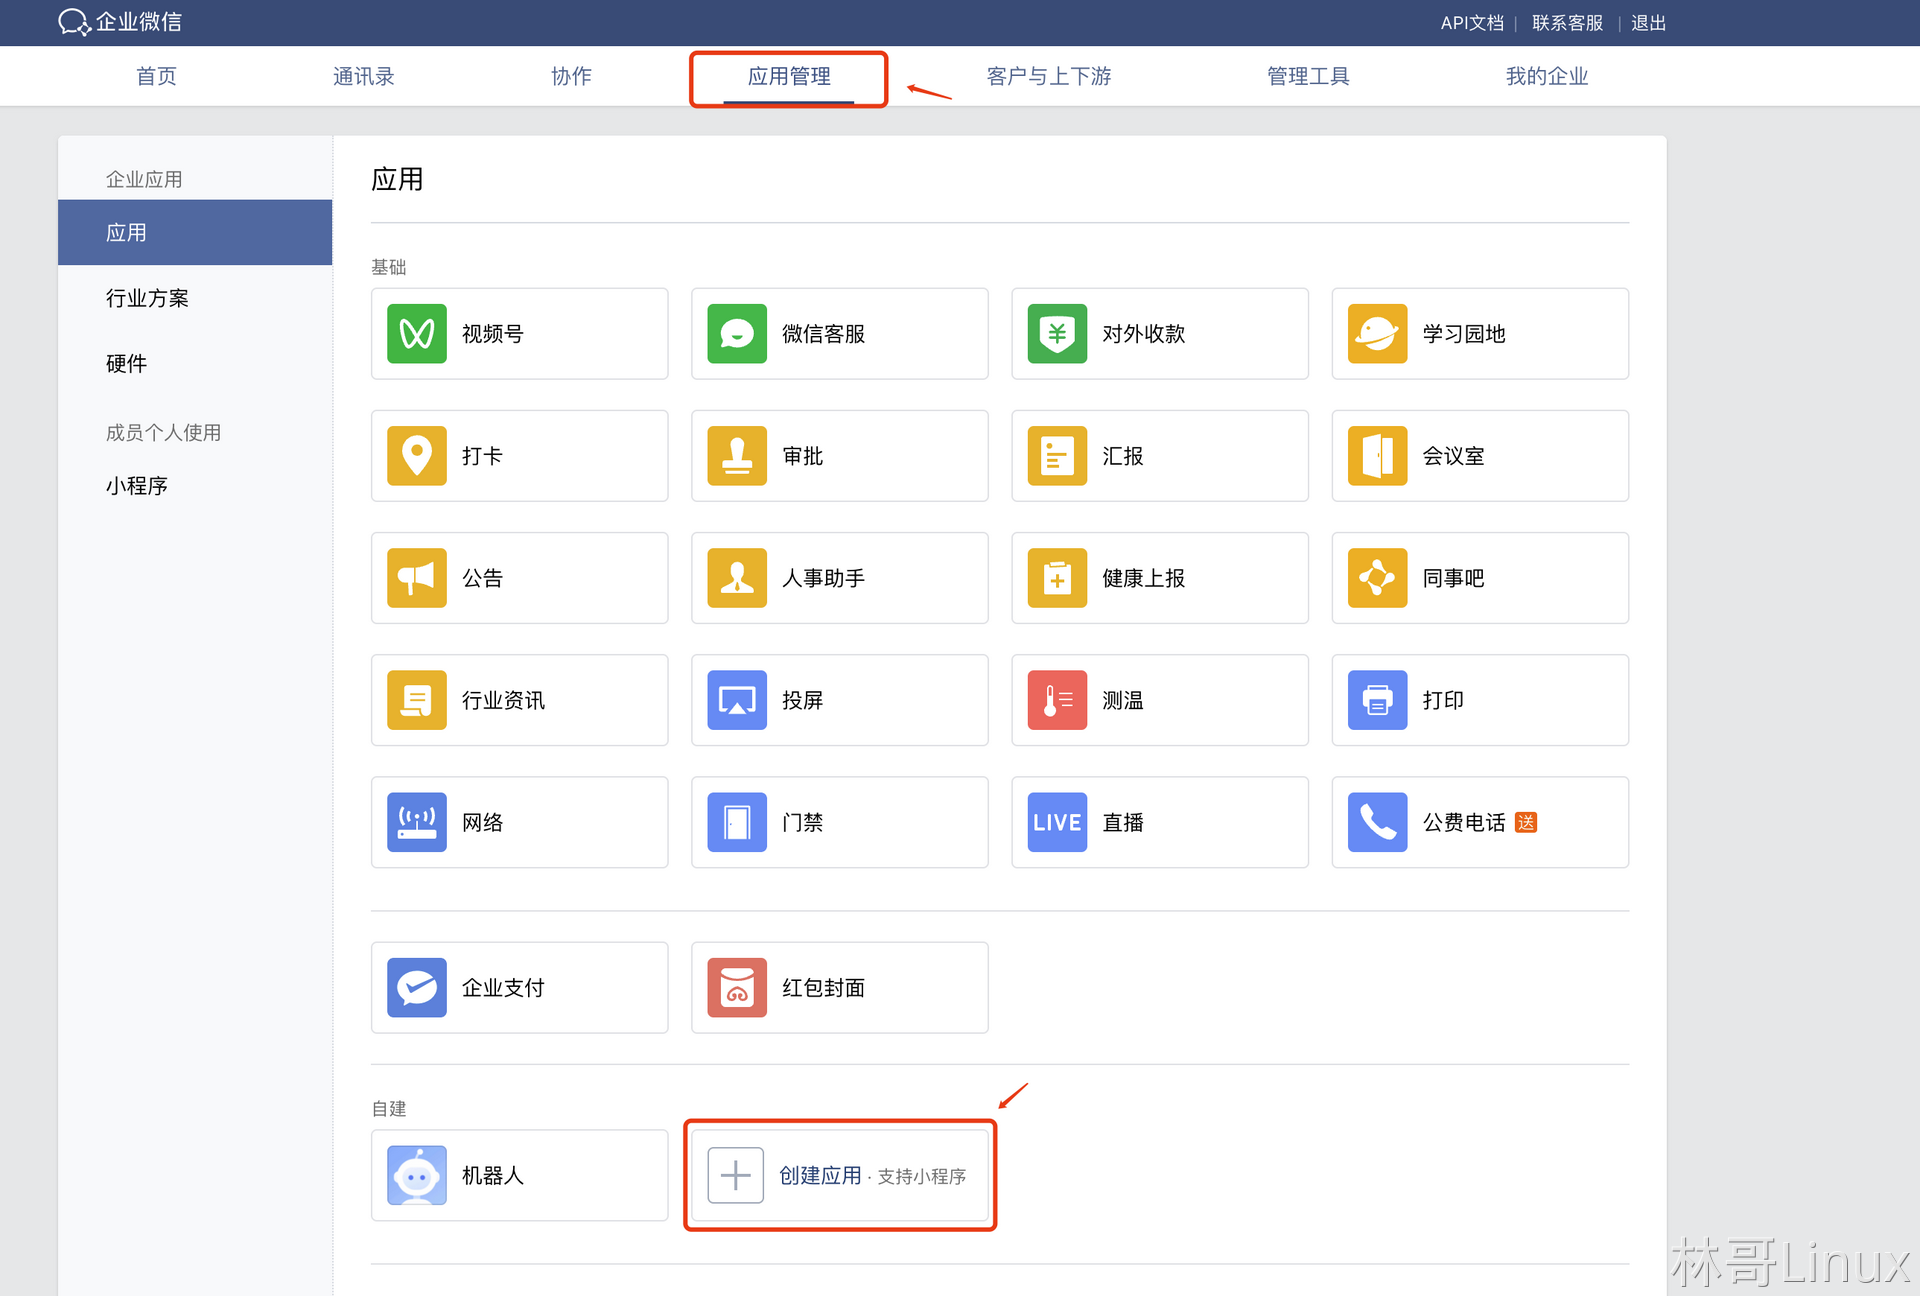 企业微信
API文档 | 联系客服 | 退出
首页 通讯录 协作 应用管理 客户与上下游 管理工具 我的企业
企业应用
应用
行业方案
硬件
成员个人使用
小程序
应用
基础
视频号 微信客服 对外收款 学习园地
打卡 审批 汇报 会议室
公告 人事助手 健康上报 同事吧
行业资讯 投屏 测温 打印
网络 门禁 LIVE 直播 公费电话 送
企业支付 红包封面
自建
机器人 创建应用 · 支持小程序
林哥Linux